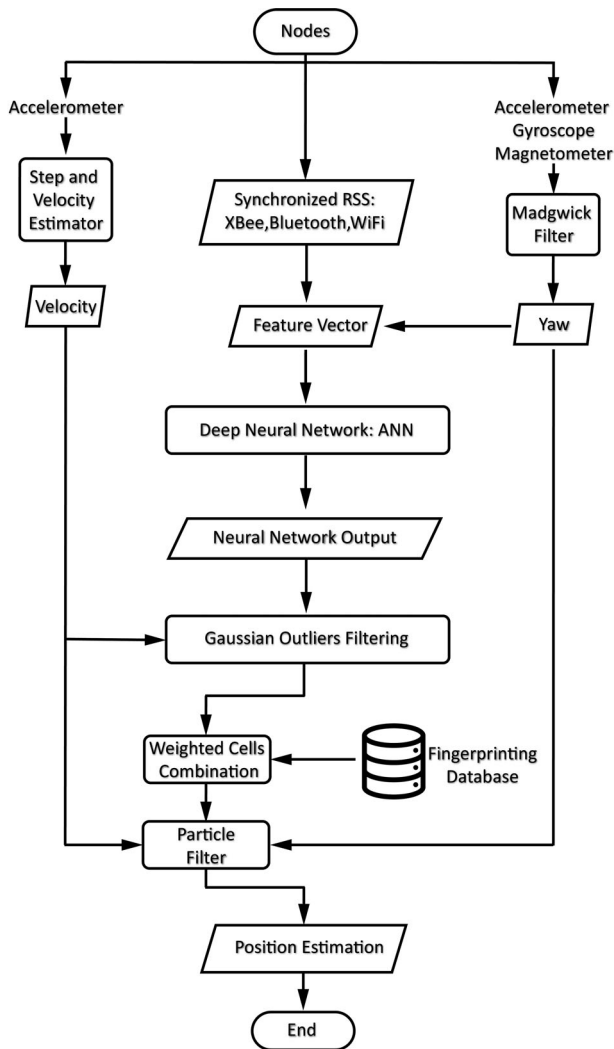 Nodes
Accelerometer
Accelerometer
Gyroscope
Magnetometer
Step and
Velocity
Estimator
Synchronized RSS:
XBee,Bluetooth,WiFi
Madgwick
Filter
Velocity
Feature Vector
Yaw
Deep Neural Network: ANN
Neural Network Output
Gaussian Outliers Filtering
Weighted Cells
Combination
Fingerprinting
Database
Particle
Filter
Position Estimation
End